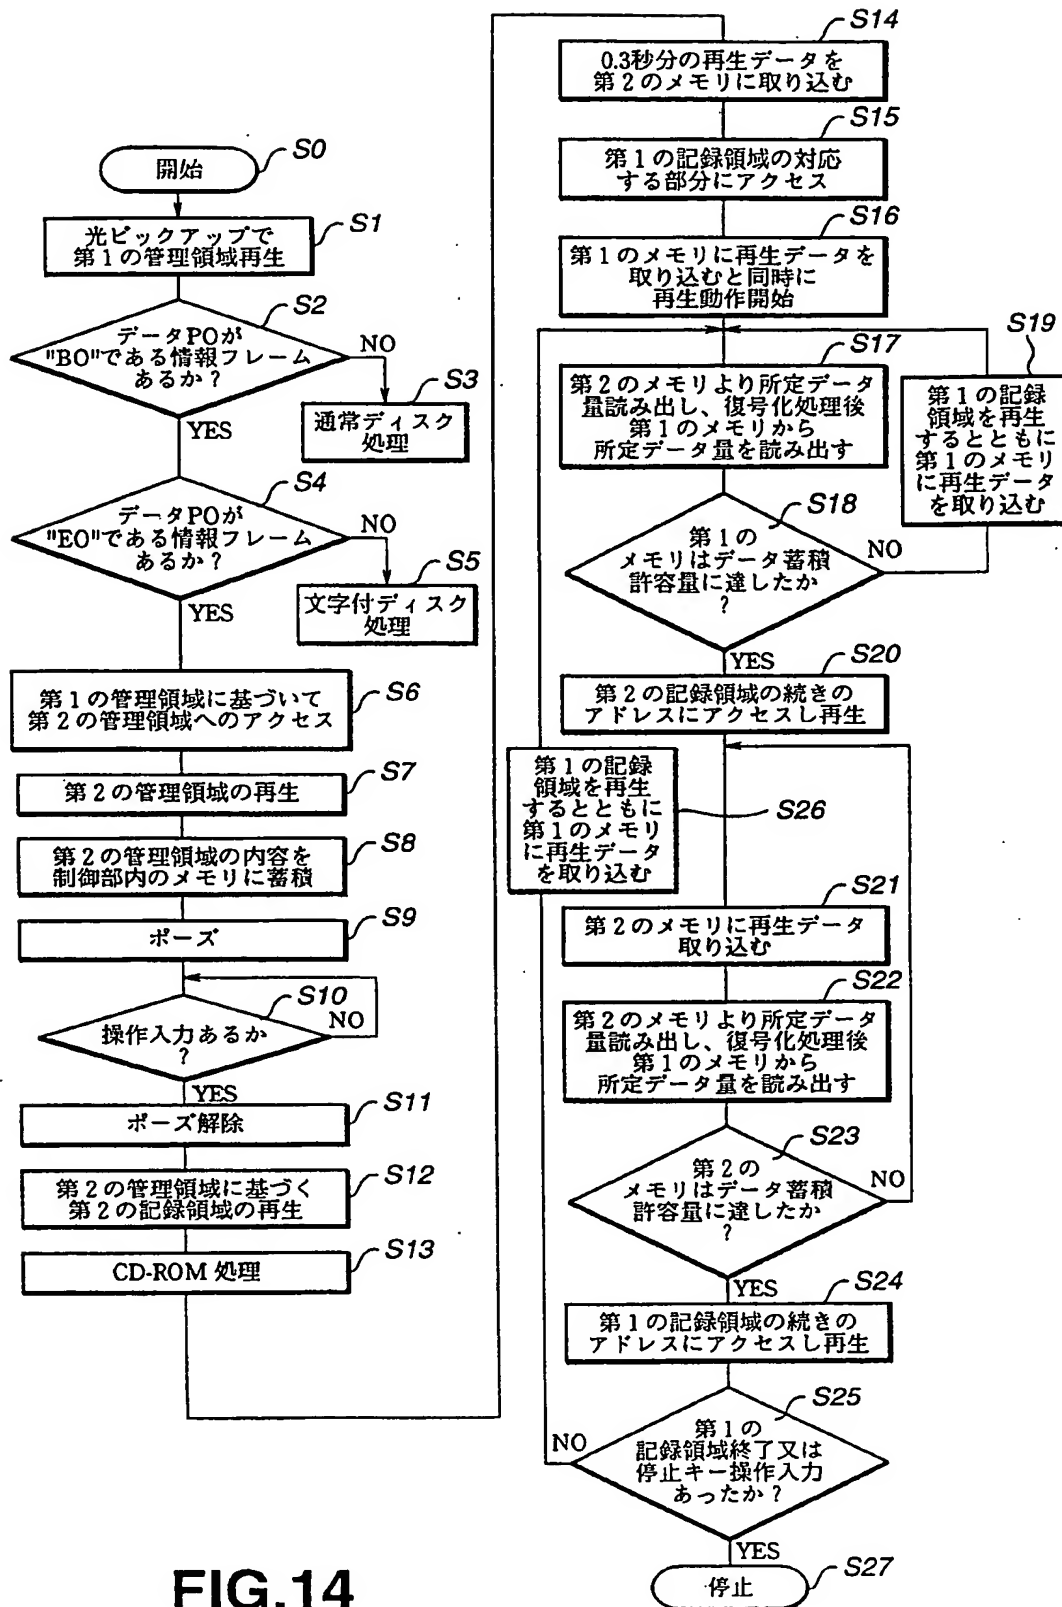 S0
開始
S1
光ピックアップで
第1の管理領域再生
S2
データPOが
"BO"である情報フレーム
あるか？
NO
YES
S3
通常ディスク
処理
S4
データPOが
"EO"である情報フレーム
あるか？
NO
YES
S5
文字付ディスク
処理
S6
第1の管理領域に基づいて
第2の管理領域へのアクセス
S7
第2の管理領域の再生
S8
第2の管理領域の内容を
制御部内のメモリに蓄積
S9
ポーズ
S10
操作入力あるか
？
NO
YES
S11
ポーズ解除
S12
第2の管理領域に基づく
第2の記録領域の再生
S13
CD-ROM 処理
S14
0.3秒分の再生データを
第2のメモリに取り込む
S15
第1の記録領域の対応
する部分にアクセス
S16
第1のメモリに再生データを
取り込むと同時に
再生動作開始
S17
第2のメモリより所定データ
量読み出し、復号化処理後
第1のメモリから
所定データ量を読み出す
S18
第1の
メモリはデータ蓄積
許容量に達したか
？
NO
YES
S19
第1の記録
領域を再生
するとともに
第1のメモリ
に再生データ
を取り込む
S20
第2の記録領域の続きの
アドレスにアクセスし再生
S26
第1の記録
領域を再生
するとともに
第1のメモリ
に再生データ
を取り込む
S21
第2のメモリに再生データ
取り込む
S22
第2のメモリより所定データ
量読み出し、復号化処理後
第1のメモリから
所定データ量を読み出す
S23
第2の
メモリはデータ蓄積
許容量に達したか
？
NO
YES
S24
第1の記録領域の続きの
アドレスにアクセスし再生
S25
第1の
記録領域終了又は
停止キー操作入力
あったか？
NO
YES
S27
停止
FIG.14